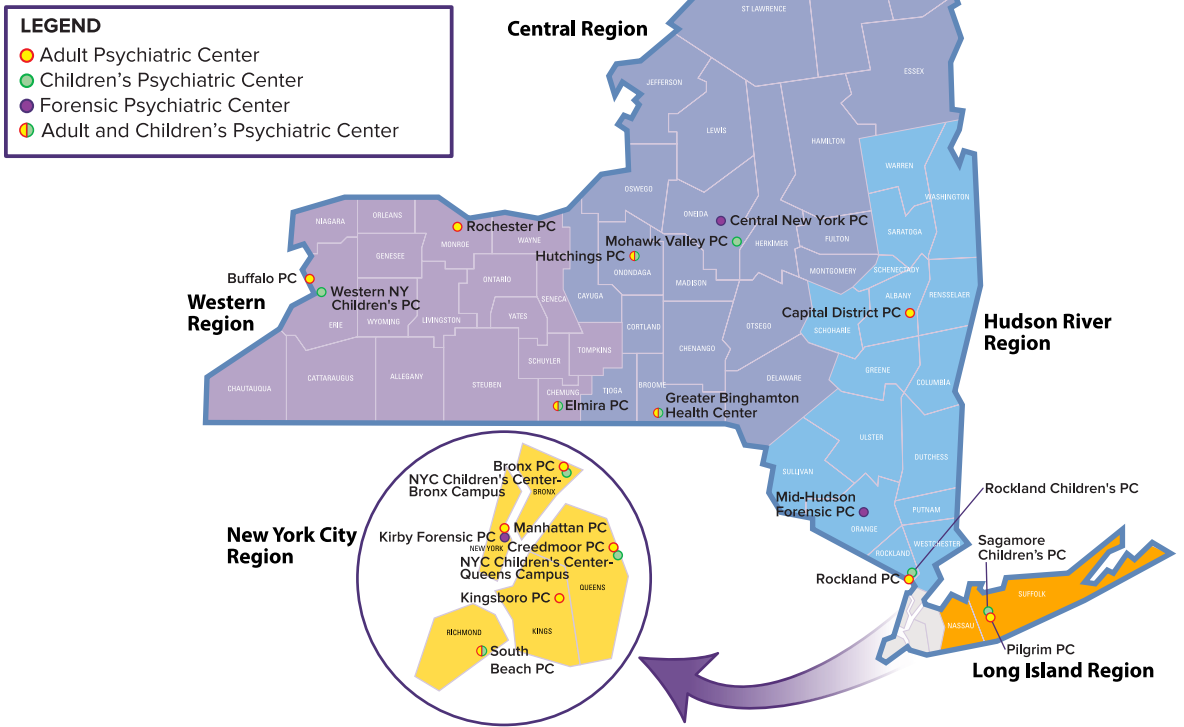 LEGEND
Adult Psychiatric Center
Children's Psychiatric Center
Forensic Psychiatric Center
Adult and Children's Psychiatric Center
Central Region
ST LAWRENCE
JEFFERSON
ESSEX
LEWIS
HAMILTON
WARREN
WASHINGTON
OSWEGO
ONEIDA
Central New York PC
Mohawk Valley PC
HERKIMER
FULTON
SARATOGA
Hutchings PC
ONONDAGA
MADISON
MONTGOMERY
SCHENECTADY
NIAGARA
ORLEANS
Rochester PC
MONROE
WAYNE
GENESEE
ONTARIO
SENECA
CAYUGA
Buffalo PC
Western NY
Children's PC
Western
Region
ERIE
WYOMING
LIVINGSTON
YATES
CORTLAND
CHENANGO
OTSEGO
SCHOHARIE
ALBANY
RENSSELAER
Capital District PC
Hudson River
Region
CHAUTAUQUA
CATTARAUGUS
ALLEGANY
STEUBEN
SCHUYLER
TOMPKINS
CHEMUNG
TIOGA
BROOME
DELAWARE
GREENE
COLUMBIA
Elmira PC
Greater Binghamton
Health Center
ULSTER
DUTCHESS
SULLIVAN
Mid-Hudson
Forensic PC
ORANGE
PUTNAM
ROCKLAND
WESTCHESTER
Rockland Children's PC
Rockland PC
Sagamore
Children's PC
SUFFOLK
NASSAU
Pilgrim PC
Long Island Region
New York City
Region
Bronx PC
NYC Children's Center-
Bronx Campus
BRONX
Manhattan PC
Kirby Forensic PC
NEW YORK
Creedmoor PC
NYC Children's Center-
Queens Campus
QUEENS
Kingsboro PC
KINGS
RICHMOND
South
Beach PC